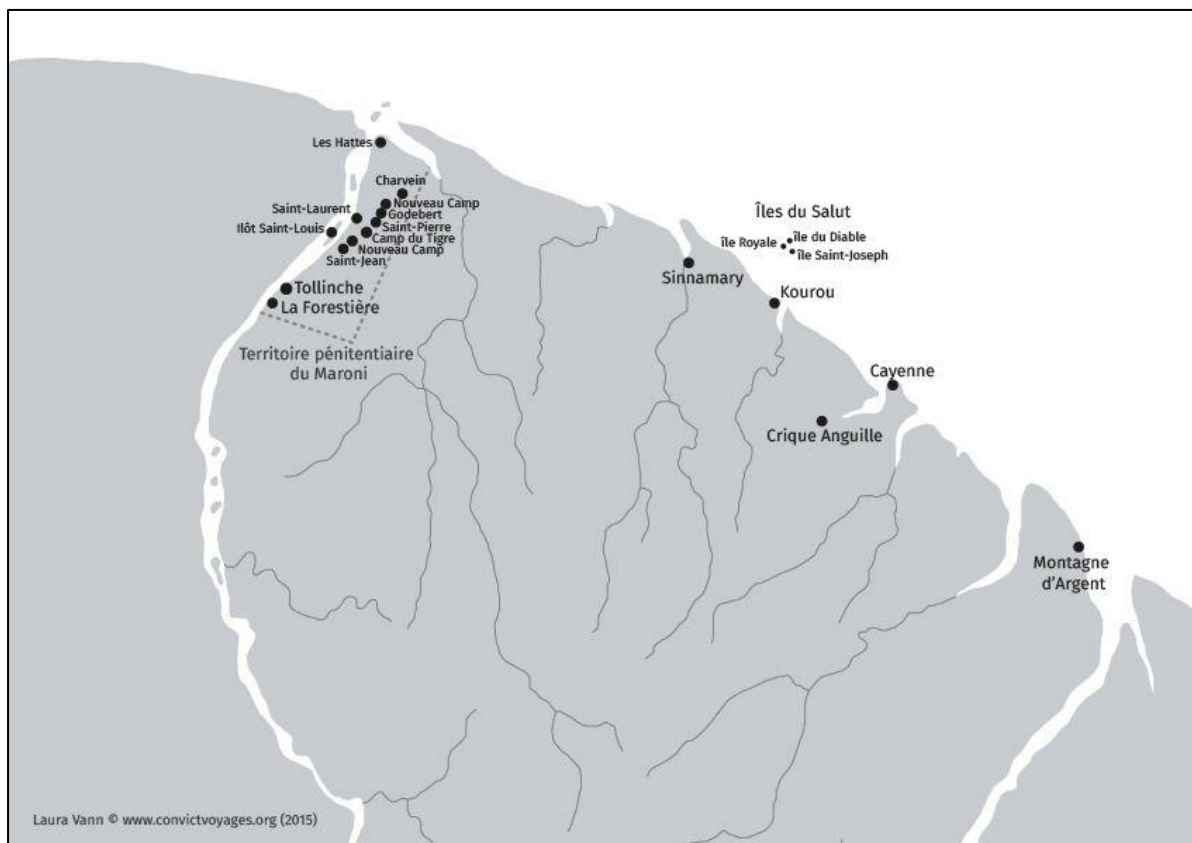 Les Hattes
Charvein
Nouveau Camp
Saint-Laurent
Godebert
Ilôt Saint-Louis
Saint-Pierre
Camp du Tigre
Nouveau Camp
Saint-Jean
Tollinche
La Forestière
Territoire pénitentiaire
du Maroni
Îles du Salut
île du Diable
île Royale
île Saint-Joseph
Sinnamary
Kourou
Cayenne
Crique Anguille
Montagne
d'Argent
Laura Vann © www.convictvoyages.org (2015)